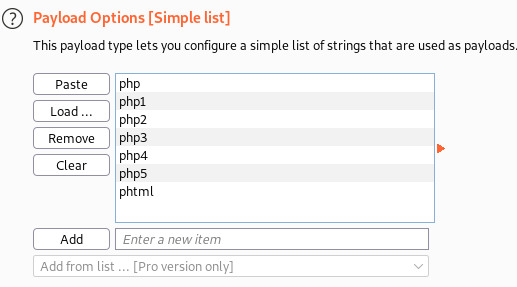 ? Payload Options [Simple list]
This payload type lets you configure a simple list of strings that are used as payloads.
Paste
Load ...
Remove
Clear
php
php1
php2
php3
php4
php5
phtml
Add
Enter a new item
Add from list ... [Pro version only]